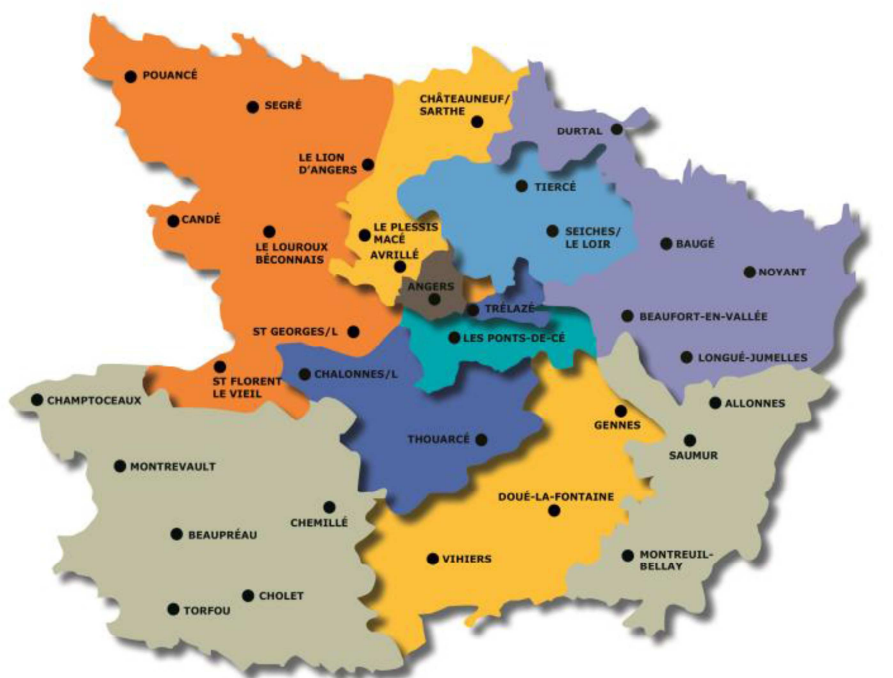 POUANCÉ
SEGRÉ
CHÂTEAUNEUF/
SARTHE
DURTAL
LE LION
D'ANGERS
TIERCÉ
CANDÉ
LE LOUROUX
BÉCONNAIS
LE PLESSIS
MACÉ
AVRILLÉ
SEICHES/
LE LOIR
BAUGÉ
NOYANT
ANGERS
TRÉLAZÉ
BEAUFORT-EN-VALLÉE
ST GEORGES/L
LES PONTS-DE-CÉ
LONGUÉ-JUMELLES
ST FLORENT
LE VIEIL
CHALONNES/L
CHAMPTOCEAUX
ALLONNES
GENNES
THOUARCÉ
SAUMUR
MONTREVAULT
DOUÉ-LA-FONTAINE
CHEMILLÉ
BEAUPRÉAU
VIHIERS
MONTREUIL-
BELLAY
CHOLET
TORFOU